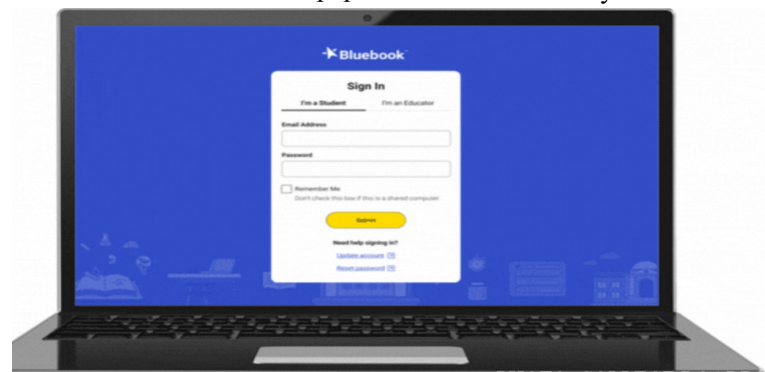 Bluebook
Sign In
I'm a Student I'm an Educator
Email Address
Password
Remember Me
Don't check this box if this is a shared computer
Need help signing in?
Update account
Reset password